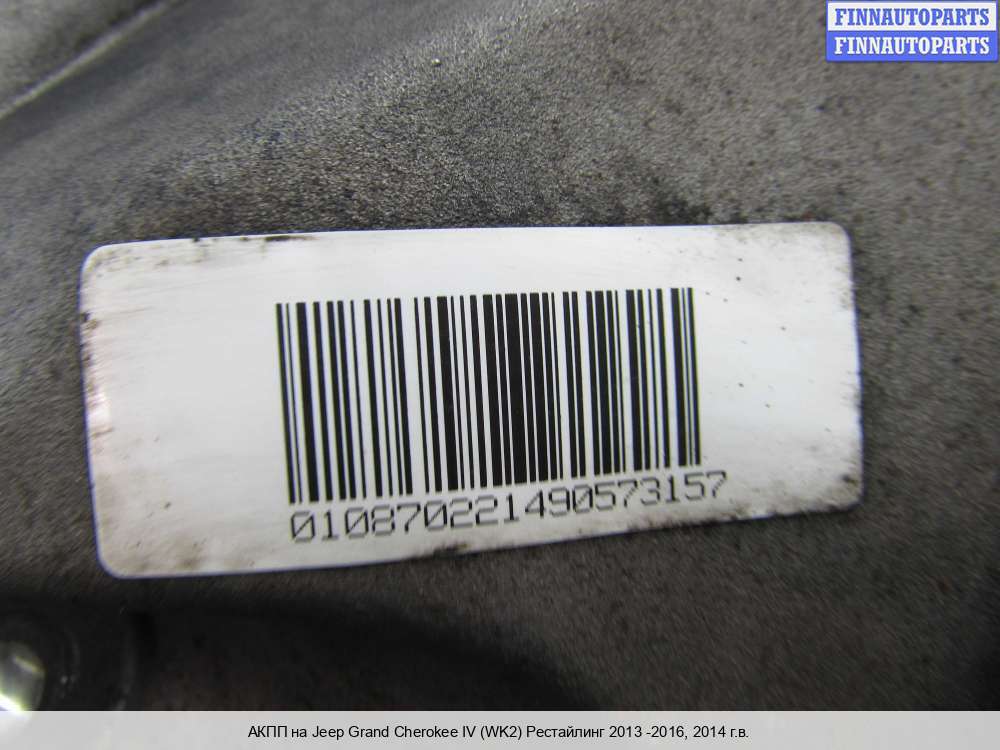 FINNAUTOPARTS
FINNAUTOPARTS
010870221490573157
АКПП на Jeep Grand Cherokee IV (WK2) Рестайлинг 2013 -2016, 2014 г.в.